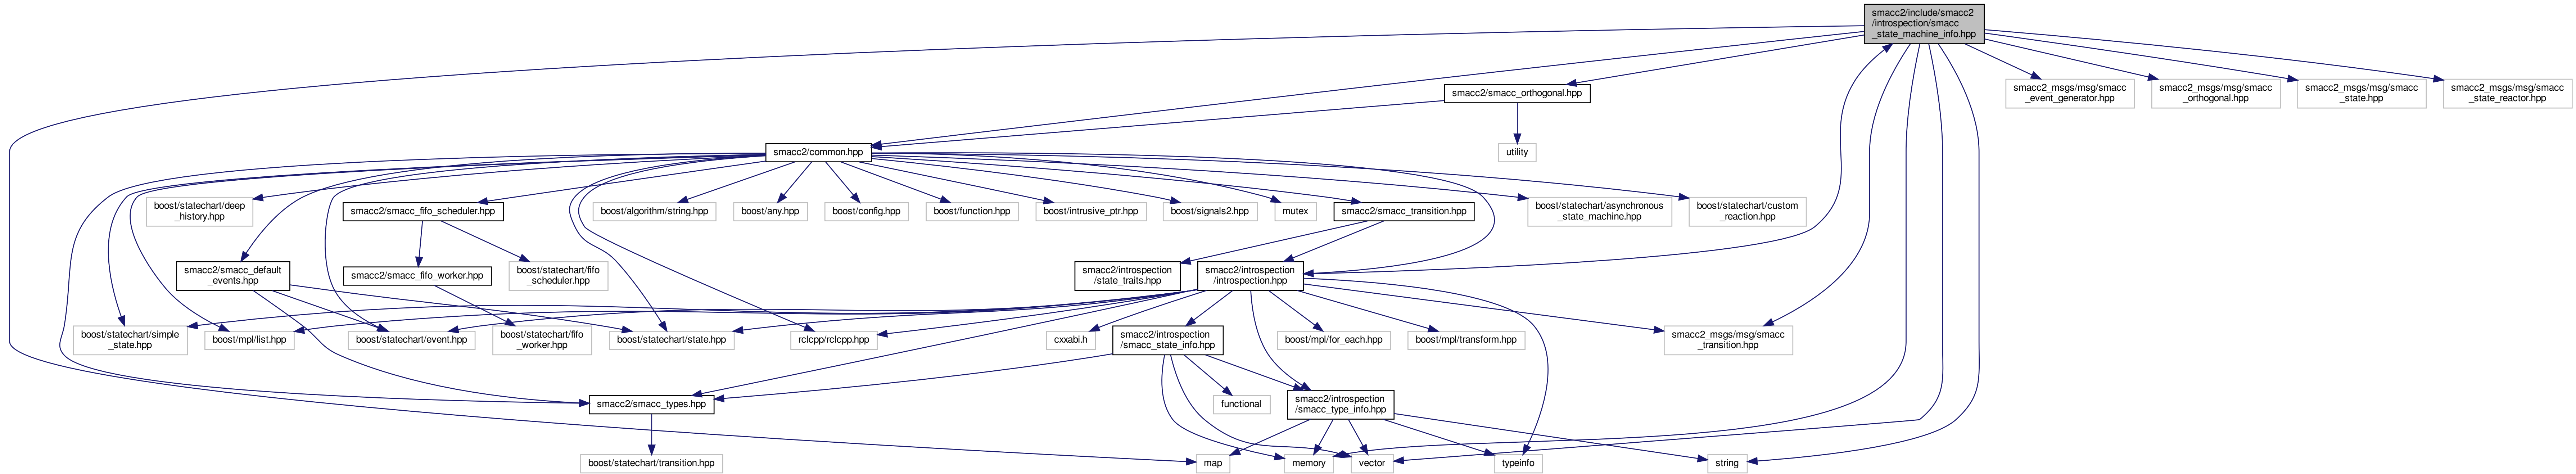 smacc2/include/smacc2
/introspection/smacc
_state_machine_info.hpp
smacc2/smacc_orthogonal.hpp
smacc2_msgs/msg/smacc
_event_generator.hpp
smacc2_msgs/msg/smacc
_orthogonal.hpp
smacc2_msgs/msg/smacc
_state.hpp
smacc2_msgs/msg/smacc
_state_reactor.hpp
smacc2/common.hpp
utility
boost/statechart/deep
_history.hpp
smacc2/smacc_fifo_scheduler.hpp
boost/algorithm/string.hpp
boost/any.hpp
boost/config.hpp
boost/function.hpp
boost/intrusive_ptr.hpp
boost/signals2.hpp
mutex
smacc2/smacc_transition.hpp
boost/statechart/asynchronous
_state_machine.hpp
boost/statechart/custom
_reaction.hpp
smacc2/smacc_default
_events.hpp
smacc2/smacc_fifo_worker.hpp
boost/statechart/fifo
_scheduler.hpp
smacc2/introspection
/state_traits.hpp
smacc2/introspection
/introspection.hpp
boost/statechart/simple
_state.hpp
boost/mpl/list.hpp
boost/statechart/event.hpp
boost/statechart/fifo
_worker.hpp
boost/statechart/state.hpp
rclcpp/rclcpp.hpp
cxxabi.h
smacc2/introspection
/smacc_state_info.hpp
boost/mpl/for_each.hpp
boost/mpl/transform.hpp
smacc2_msgs/msg/smacc
_transition.hpp
smacc2/smacc_types.hpp
functional
smacc2/introspection
/smacc_type_info.hpp
boost/statechart/transition.hpp
map
memory
vector
typeinfo
string